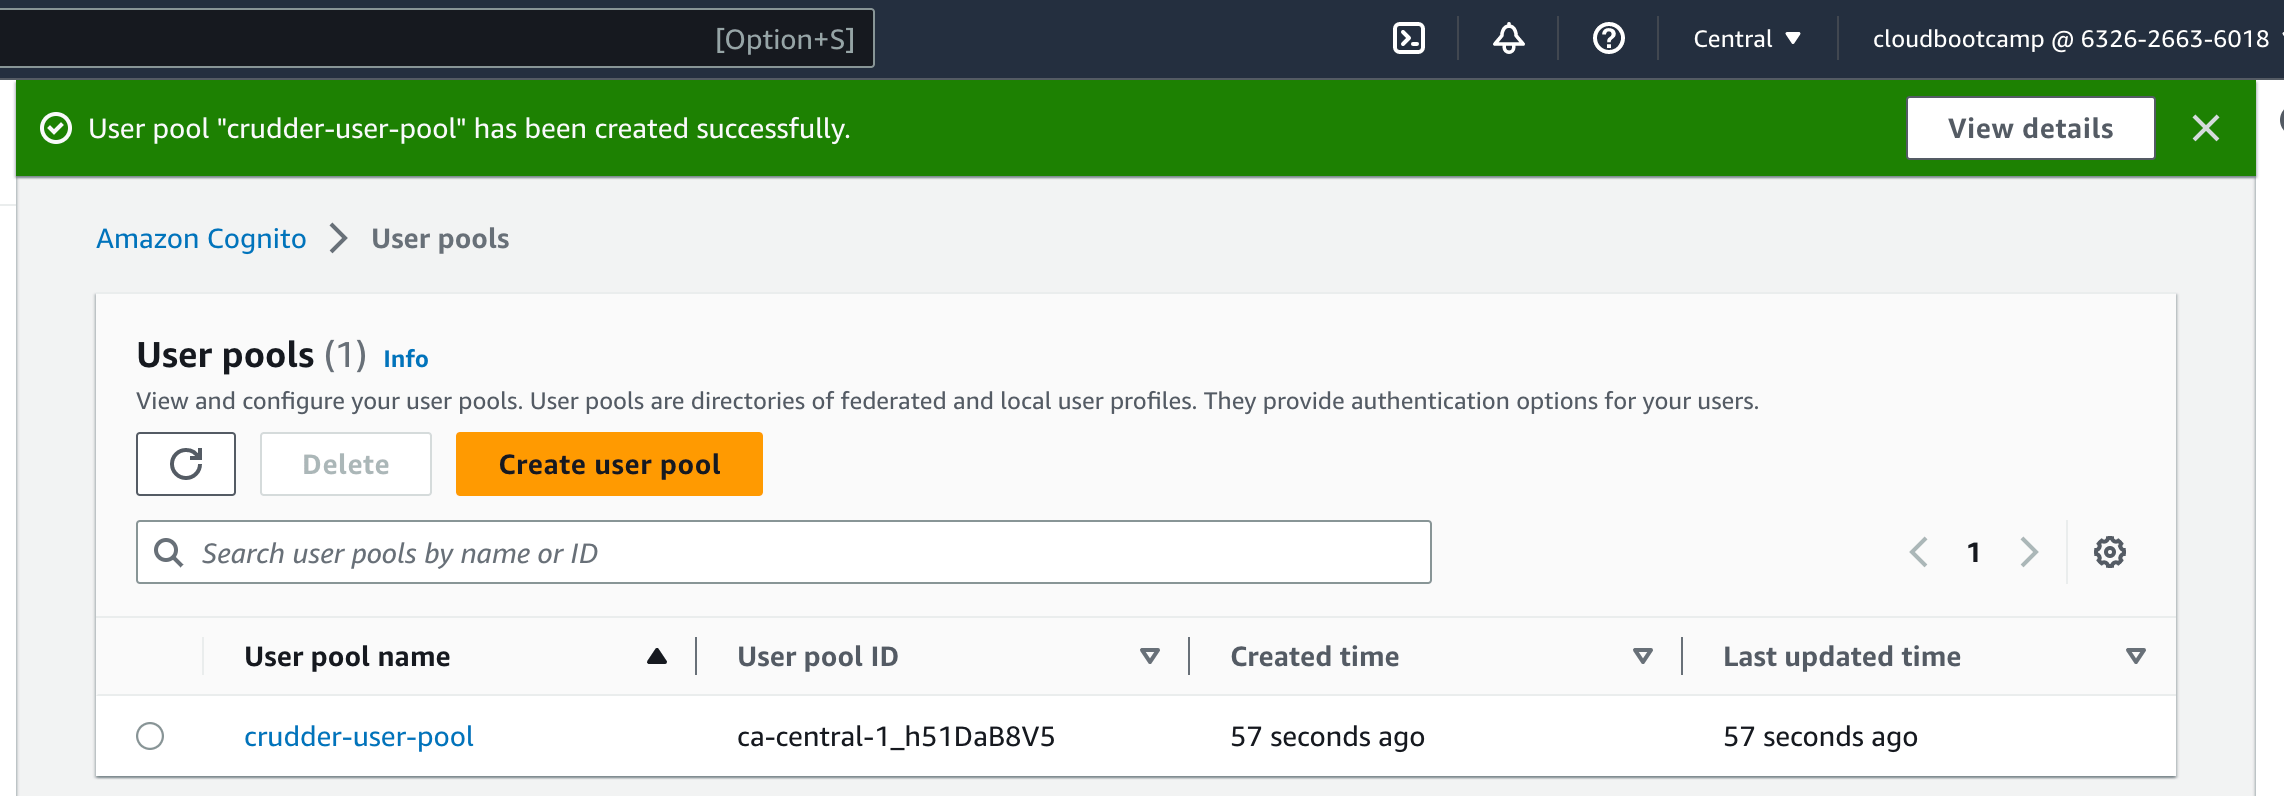 [Option+S]
Central
cloudbootcamp @ 6326-2663-6018
User pool "crudder-user-pool" has been created successfully.
View details
Amazon Cognito
User pools
User pools (1) Info
View and configure your user pools. User pools are directories of federated and local user profiles. They provide authentication options for your users.
Delete
Create user pool
Search user pools by name or ID
1
User pool name
User pool ID
Created time
Last updated time
crudder-user-pool
ca-central-1_h51DaB8V5
57 seconds ago
57 seconds ago